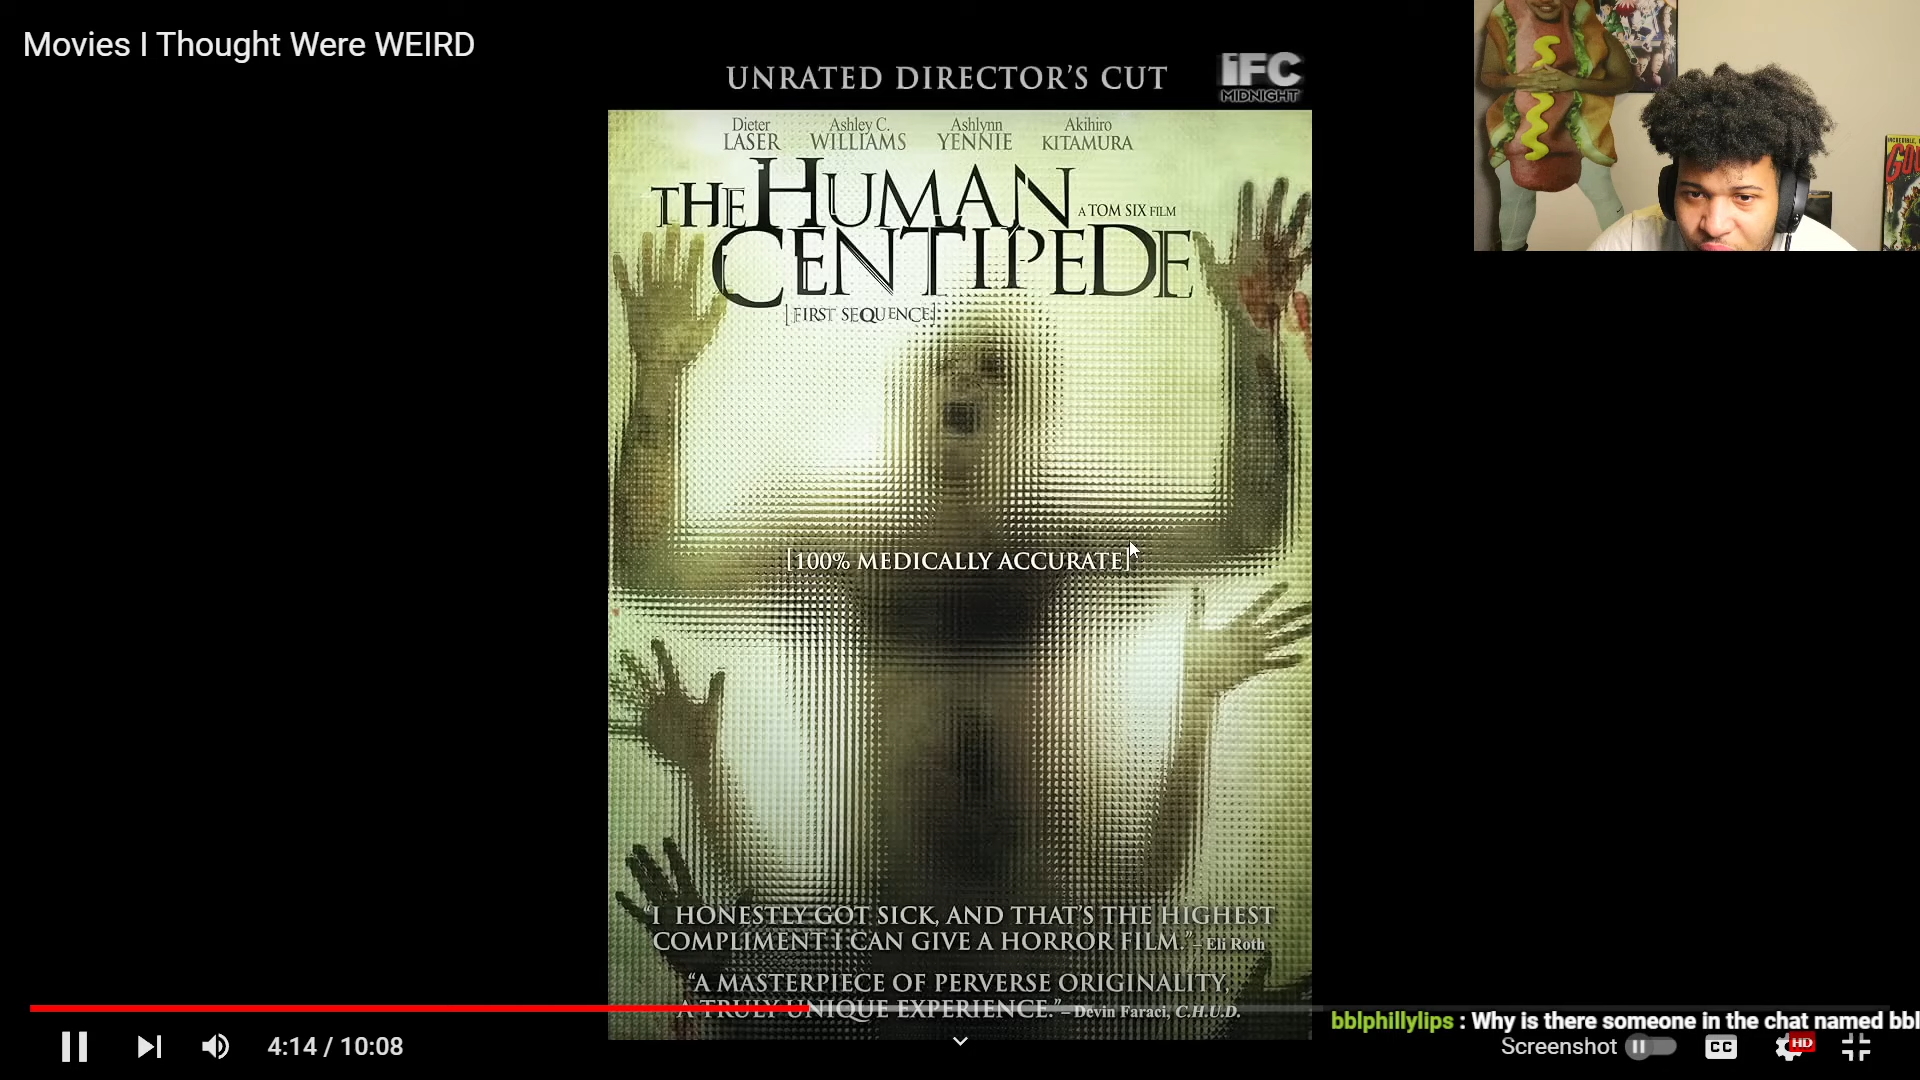 Movies I Thought Were WEIRD
UNRATED DIRECTOR'S CUT
IFC
MIDNIGHT
Dieter LASER
Ashley C. WILLIAMS
Ashlynn YENNIE
Akihiro KITAMURA
THE HUMAN
A TOM SIX FILM
CENTIPEDE
[FIRST SEQUENCE]
[100% MEDICALLY ACCURATE]
"I HONESTLY GOT SICK, AND THAT'S THE HIGHEST
COMPLIMENT I CAN GIVE A HORROR FILM." – Eli Roth
"A MASTERPIECE OF PERVERSE ORIGINALITY,
A TRULY UNIQUE EXPERIENCE." – Devin Faraci, C.H.U.D.
bblphillylips : Why is there someone in the chat named bbl
4:14 / 10:08
Screenshot
CC
HD